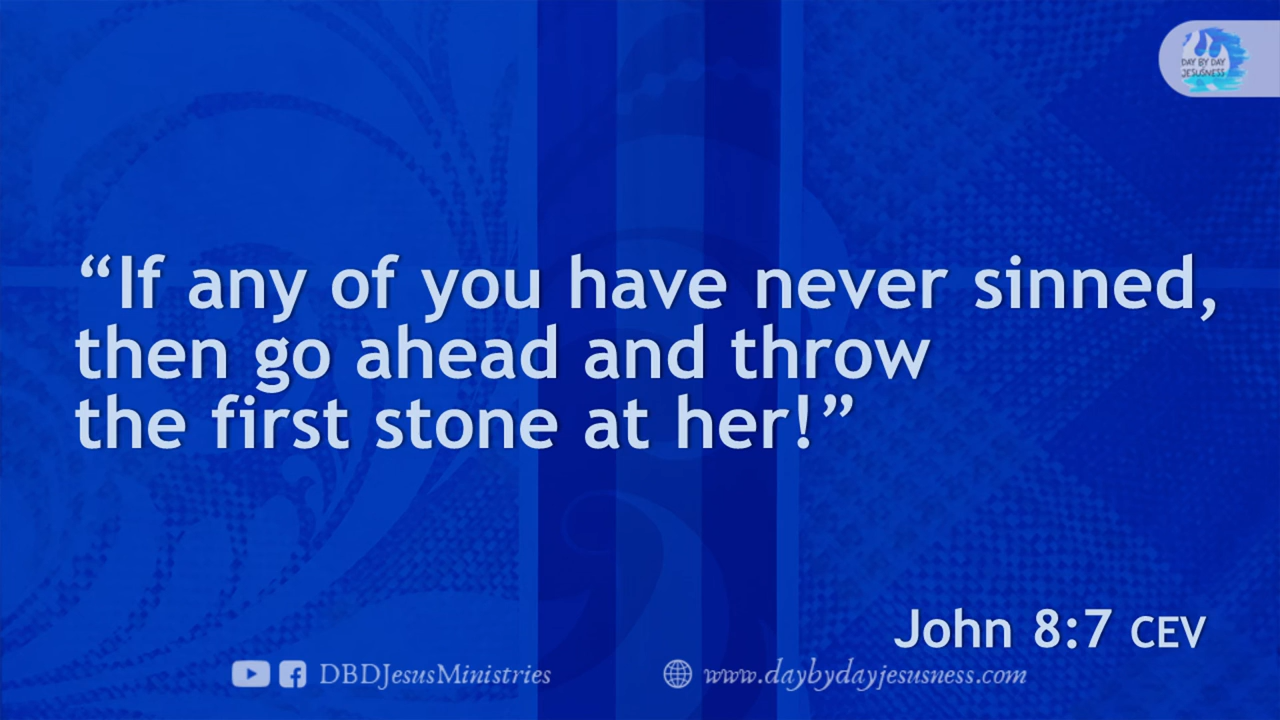 DAY BY DAY
JESUSNESS
“If any of you have never sinned,
then go ahead and throw
the first stone at her!”
John 8:7 CEV
DBDJesusMinistries
www.daybydayjesusness.com